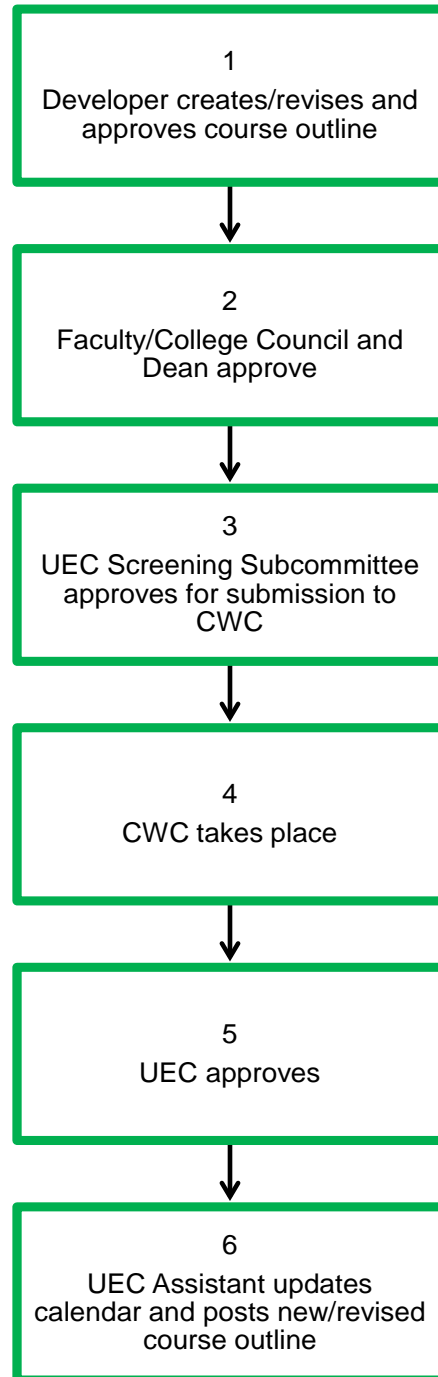 1
Developer creates/revises and
approves course outline
2
Faculty/College Council and
Dean approve
3
UEC Screening Subcommittee
approves for submission to
CWC
4
CWC takes place
5
UEC approves
6
UEC Assistant updates
calendar and posts new/revised
course outline